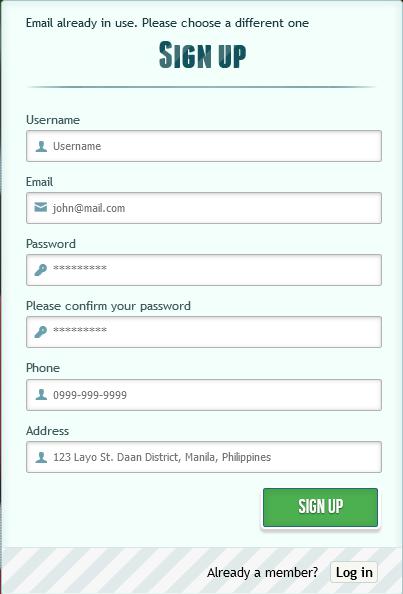 Email already in use. Please choose a different one
SIGN UP
Username
Username
Email
john@mail.com
Password
*********
Please confirm your password
*********
Phone
0999-999-9999
Address
123 Layo St. Daan District, Manila, Philippines
SIGN UP
Already a member? Log in